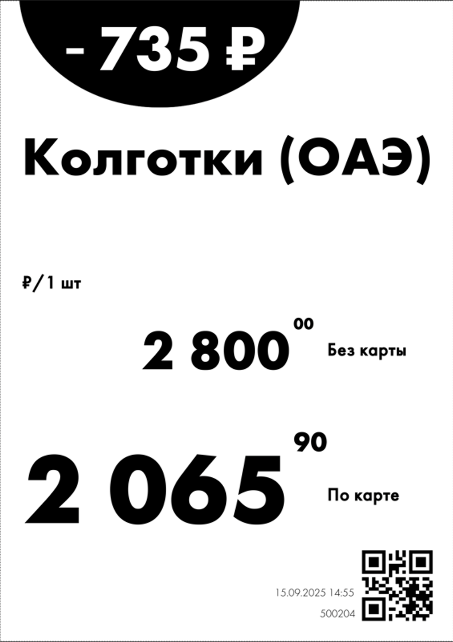 - 735 ₽
Колготки (ОАЭ)
₽/1 шт
2 800 00 Без карты
2 065 90 По карте
15.09.2025 14:55
500204